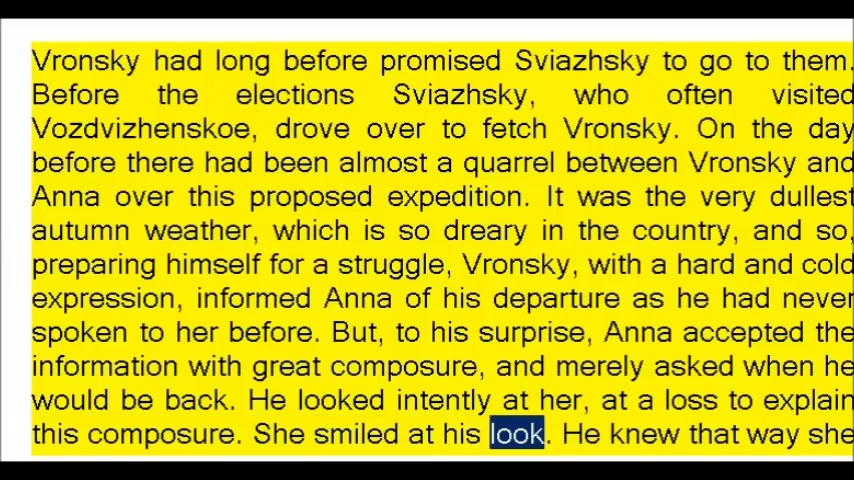 Vronsky had long before promised Sviazhsky to go to them.
Before the elections Sviazhsky, who often visited
Vozdvizhenskoe, drove over to fetch Vronsky. On the day
before there had been almost a quarrel between Vronsky and
Anna over this proposed expedition. It was the very dullest
autumn weather, which is so dreary in the country, and so,
preparing himself for a struggle, Vronsky, with a hard and cold
expression, informed Anna of his departure as he had never
spoken to her before. But, to his surprise, Anna accepted the
information with great composure, and merely asked when he
would be back. He looked intently at her, at a loss to explain
this composure. She smiled at his look. He knew that way she